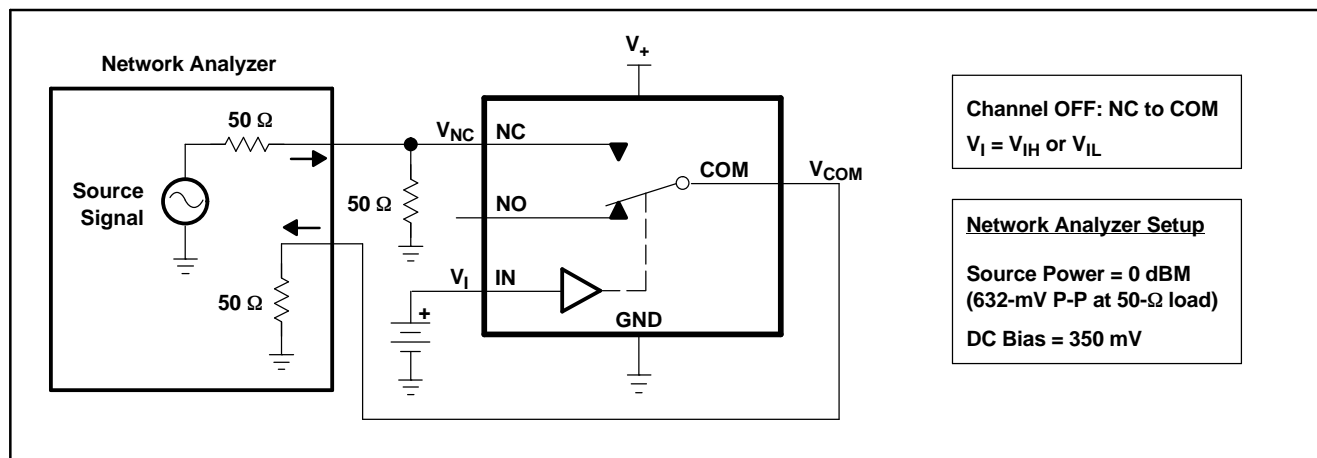 Network Analyzer
50 Ω
Source
Signal
50 Ω
50 Ω
V+
VNC
NC
NO
VI
IN
COM
VCOM
GND
+
Channel OFF: NC to COM
VI = VIH or VIL
Network Analyzer Setup
Source Power = 0 dBM
(632-mV P-P at 50-Ω load)
DC Bias = 350 mV